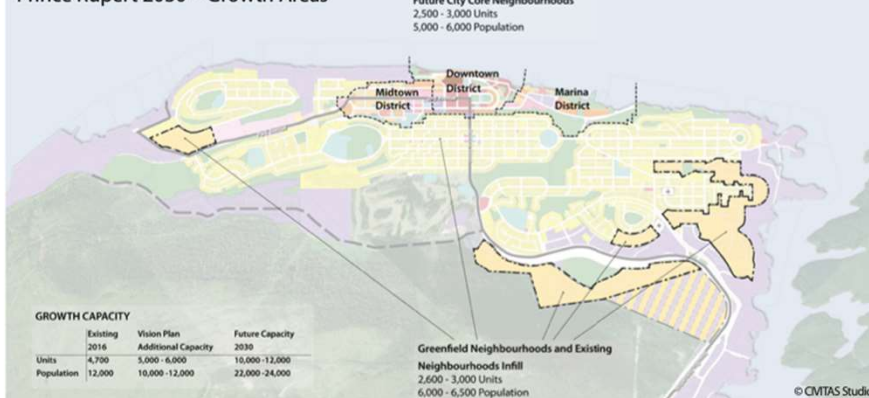 Prince Rupert 2030 - Growth Areas
Future City Core Neighbourhoods
2,500 - 3,000 Units
5,000 - 6,000 Population
Downtown
District
Midtown
District
Marina
District
GROWTH CAPACITY
Existing Vision Plan Future Capacity
2016 Additional Capacity 2030
Units 4,700 5,000 - 6,000 10,000 -12,000
Population 12,000 10,000 -12,000 22,000 -24,000
Greenfield Neighbourhoods and Existing
Neighbourhoods Infill
2,600 - 3,000 Units
6,000 - 6,500 Population
© CIVITAS Studio